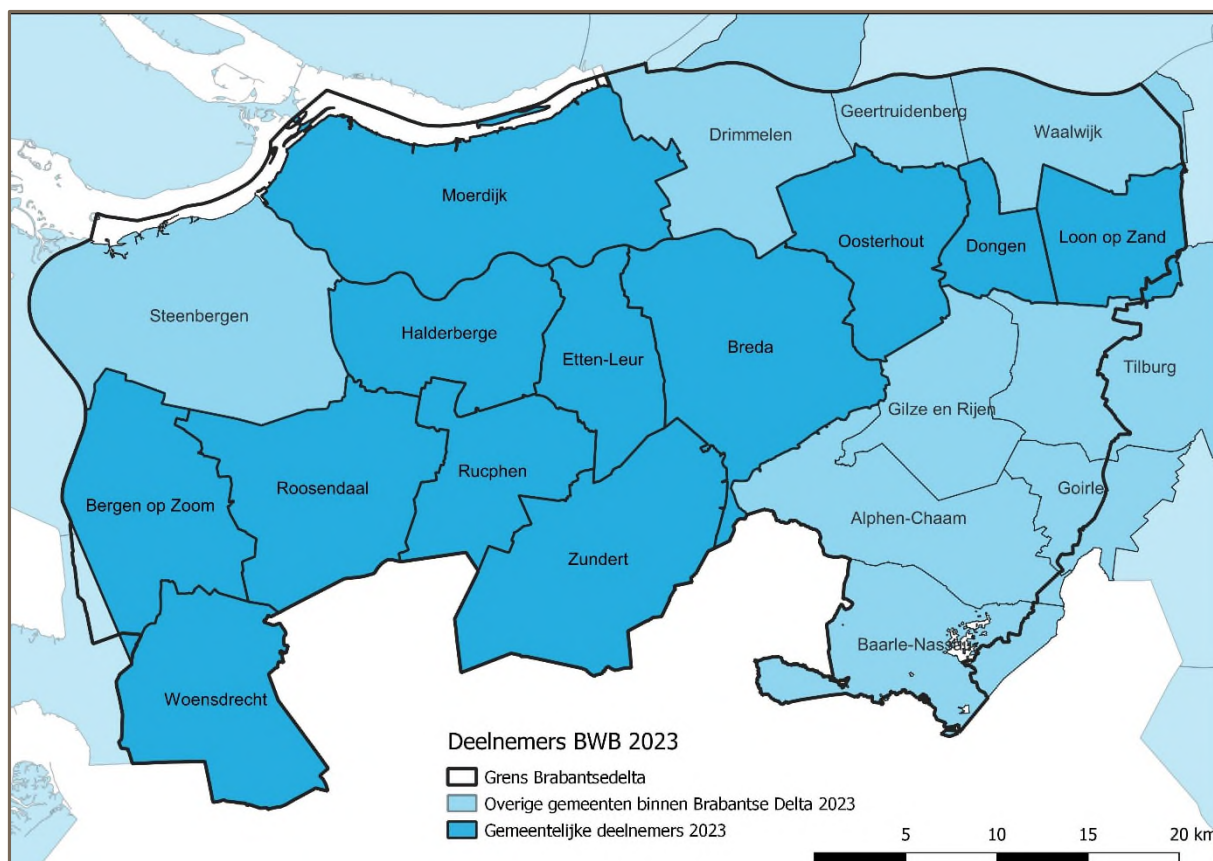 Geertruidenberg
Drimmelen
Waalwijk
Moerdijk
Oosterhout
Dongen
Loon op Zand
Steenbergen
Halderberge
Etten-Leur
Breda
Tilburg
Gilze en Rijen
Rucphen
Roosendaal
Bergen op Zoom
Goirle
Alphen-Chaam
Zundert
Baarle-Nassau
Woensdrecht
Deelnemers BWB 2023
Grens Brabantsedelta
Overige gemeenten binnen Brabantse Delta 2023
Gemeentelijke deelnemers 2023
5 10 15 20 km